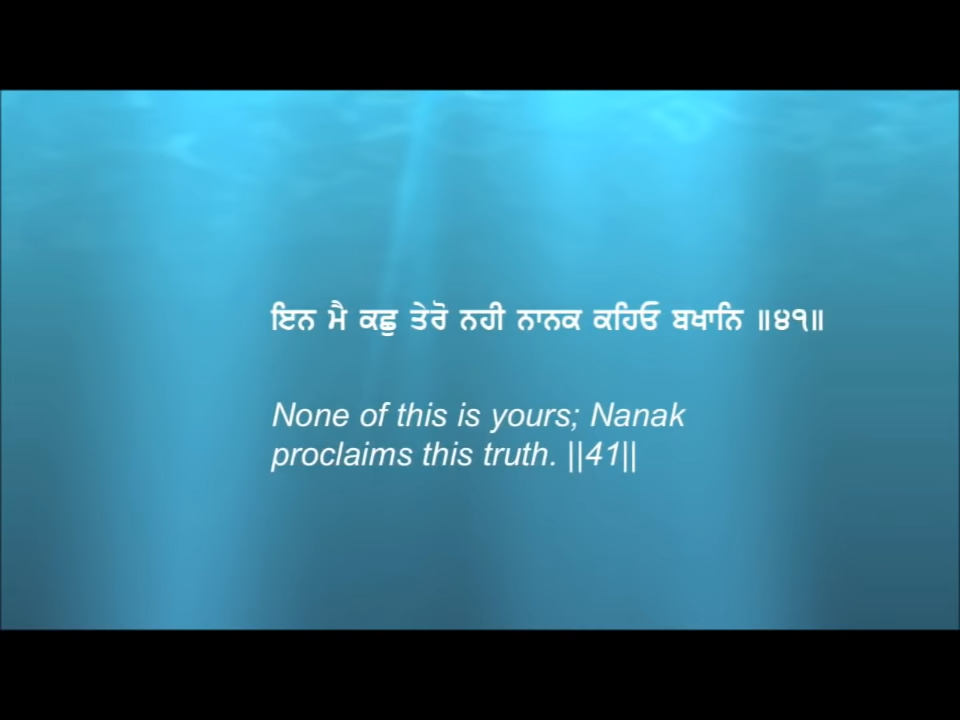 ਇਨ ਮੈ ਕਛੁ ਤੇਰੋ ਨਹੀ ਨਾਨਕ ਕਹਿਓ ਬਖਾਨਿ ॥੪੧॥
None of this is yours; Nanak
proclaims this truth. ||41||